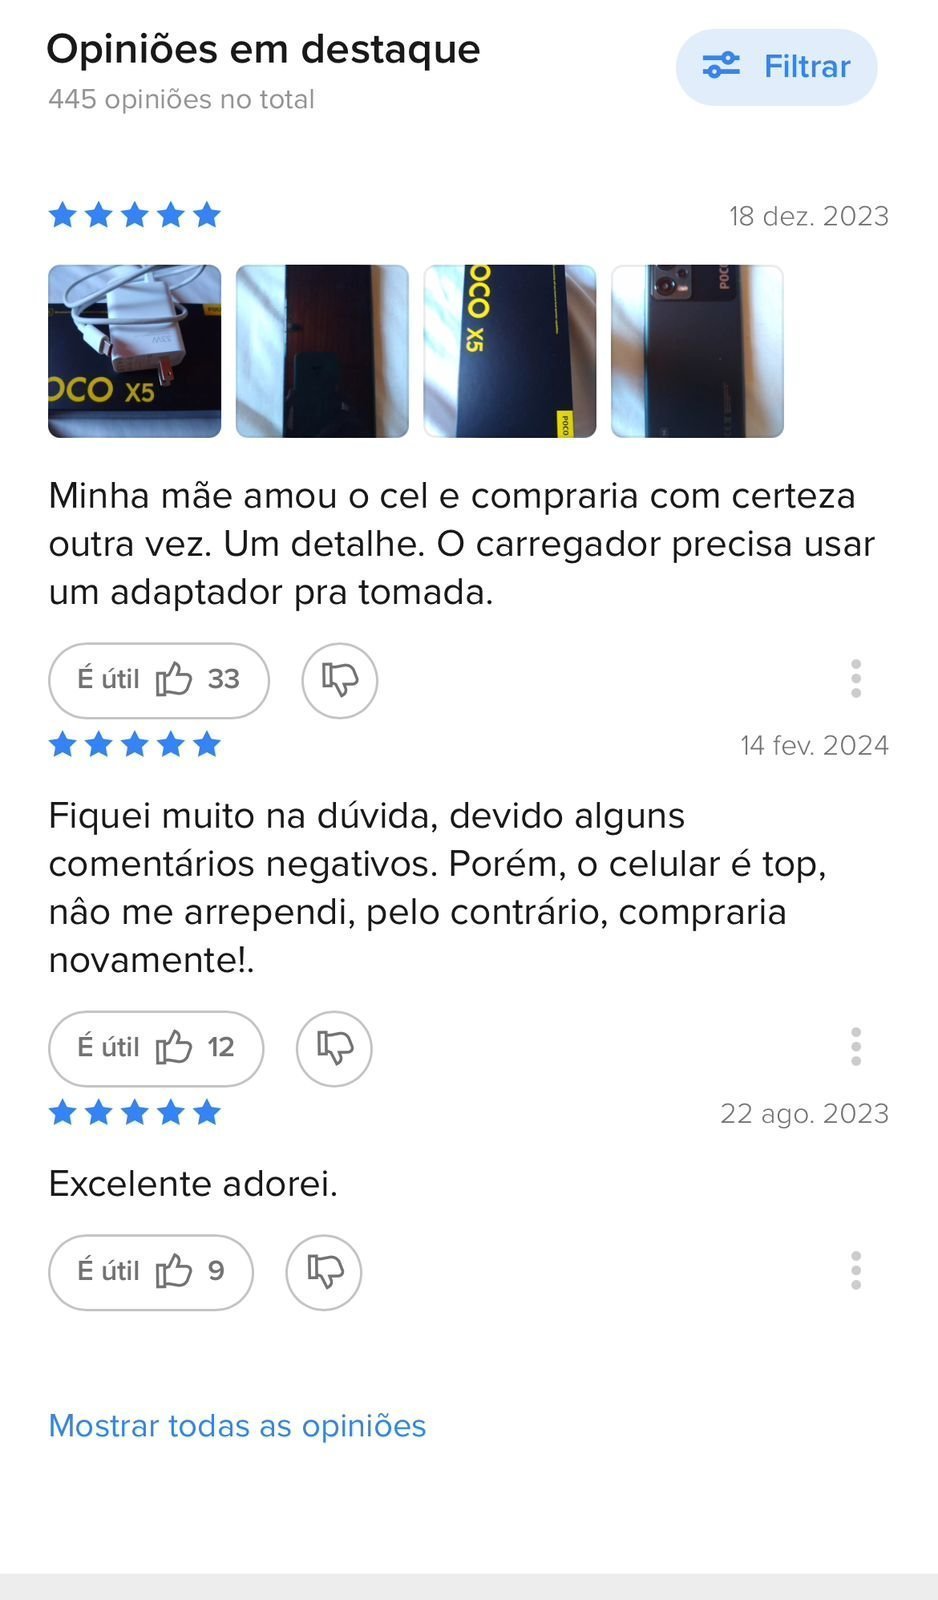 Opiniões em destaque
445 opiniões no total
Filtrar
18 dez. 2023
33W
OCO X5
POCO
OCO X5
POCO
POCO
Minha mãe amou o cel e compraria com certeza
outra vez. Um detalhe. O carregador precisa usar
um adaptador pra tomada.
É útil 33
14 fev. 2024
Fiquei muito na dúvida, devido alguns
comentários negativos. Porém, o celular é top,
nâo me arrependi, pelo contrário, compraria
novamente!.
É útil 12
22 ago. 2023
Excelente adorei.
É útil 9
Mostrar todas as opiniões